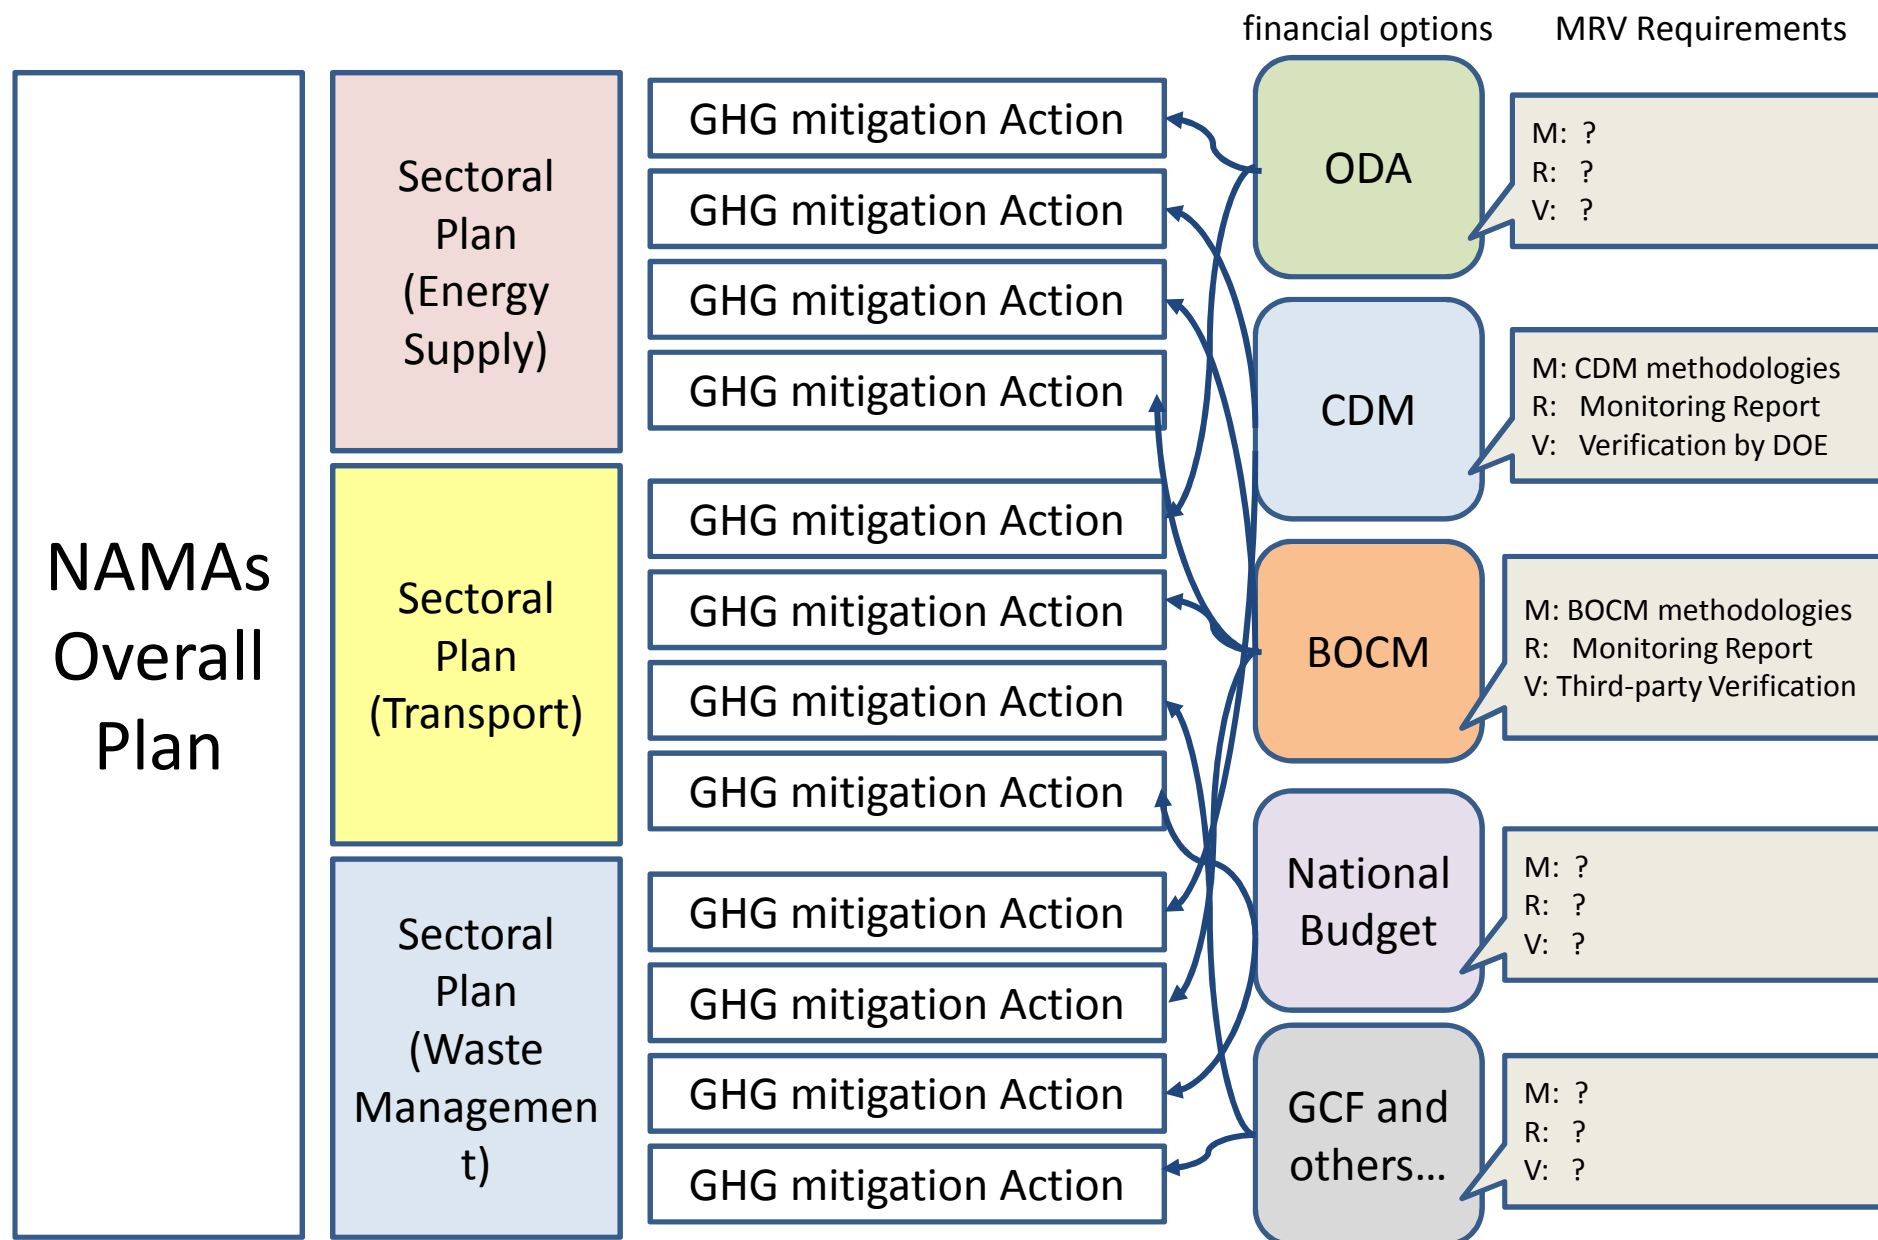 financial options
MRV Requirements
NAMAs
Overall
Plan
Sectoral
Plan
(Energy
Supply)
GHG mitigation Action
GHG mitigation Action
GHG mitigation Action
GHG mitigation Action
Sectoral
Plan
(Transport)
GHG mitigation Action
GHG mitigation Action
GHG mitigation Action
GHG mitigation Action
Sectoral
Plan
(Waste
Managemen
t)
GHG mitigation Action
GHG mitigation Action
GHG mitigation Action
GHG mitigation Action
ODA
M: ?
R: ?
V: ?
CDM
M: CDM methodologies
R: Monitoring Report
V: Verification by DOE
BOCM
M: BOCM methodologies
R: Monitoring Report
V: Third-party Verification
National
Budget
M: ?
R: ?
V: ?
GCF and
others...
M: ?
R: ?
V: ?